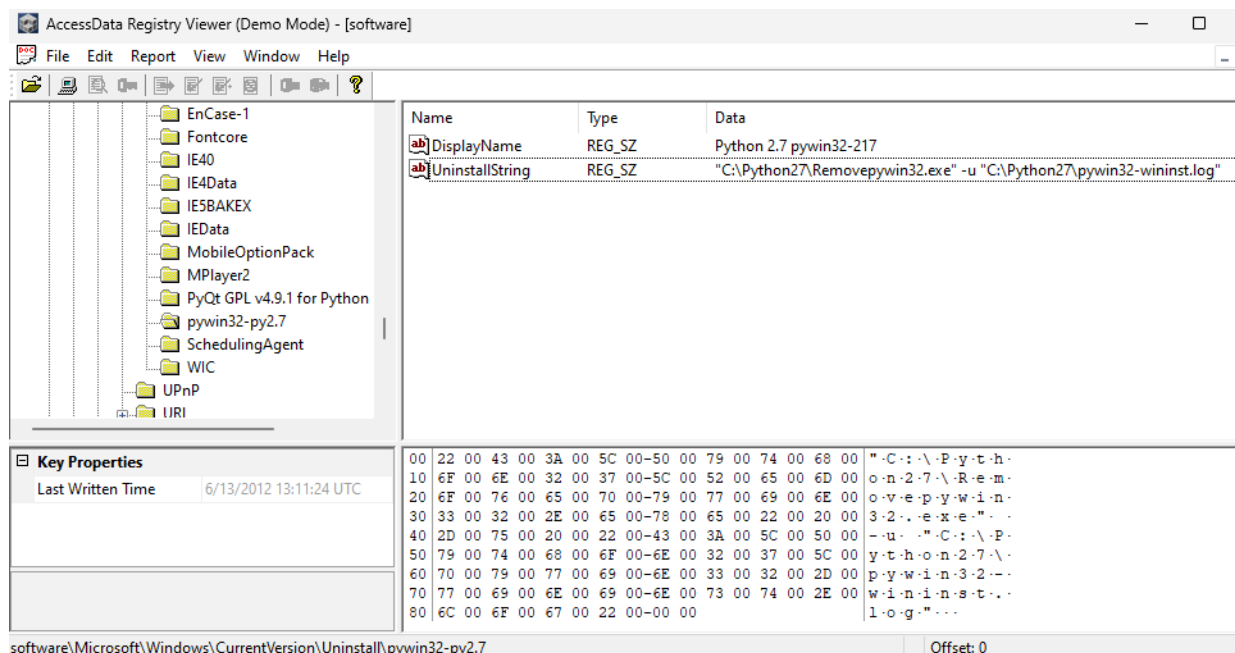 AccessData Registry Viewer (Demo Mode) - [software]
File Edit Report View Window Help
EnCase-1
Fontcore
IE40
IE4Data
IE5BAKEX
IEData
MobileOptionPack
MPlayer2
PyQt GPL v4.9.1 for Python
pywin32-py2.7
SchedulingAgent
WIC
UPnP
URL
Name Type Data
DisplayName REG_SZ Python 2.7 pywin32-217
UninstallString REG_SZ "C:\Python27\Removepywin32.exe" -u "C:\Python27\pywin32-wininst.log"
Key Properties
Last Written Time 6/13/2012 13:11:24 UTC
00 22 00 43 00 3A 00 5C 00-50 00 79 00 74 00 68 00 "·C·:·\·P·y·t·h·
10 6F 00 6E 00 32 00 37 00-5C 00 52 00 65 00 6D 00 o·n·2·7·\·R·e·m·
20 6F 00 76 00 65 00 70 00-79 00 77 00 69 00 6E 00 o·v·e·p·y·w·i·n·
30 33 00 32 00 2E 00 65 00-78 00 65 00 22 00 20 00 3·2·.·e·x·e·"· ·
40 2D 00 75 00 20 00 22 00-43 00 3A 00 5C 00 50 00 -·u· ·"·C·:·\·P·
50 79 00 74 00 68 00 6F 00-6E 00 32 00 37 00 5C 00 y·t·h·o·n·2·7·\·
60 70 00 79 00 77 00 69 00-6E 00 33 00 32 00 2D 00 p·y·w·i·n·3·2·-·
70 77 00 69 00 6E 00 69 00-6E 00 73 00 74 00 2E 00 w·i·n·i·n·s·t·.·
80 6C 00 6F 00 67 00 22 00-00 00 l·o·g·"···
software\Microsoft\Windows\CurrentVersion\Uninstall\pywin32-py2.7 Offset: 0